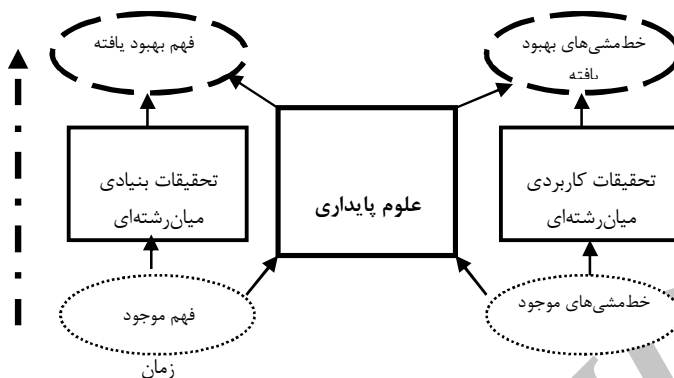 خط‌مشی‌های بهبود
یافته
فهم بهبود یافته
تحقیقات کاربردی
میان‌رشته‌ای
علوم پایداری
تحقیقات بنیادی
میان‌رشته‌ای
خط‌مشی‌های موجود
فهم موجود
زمان